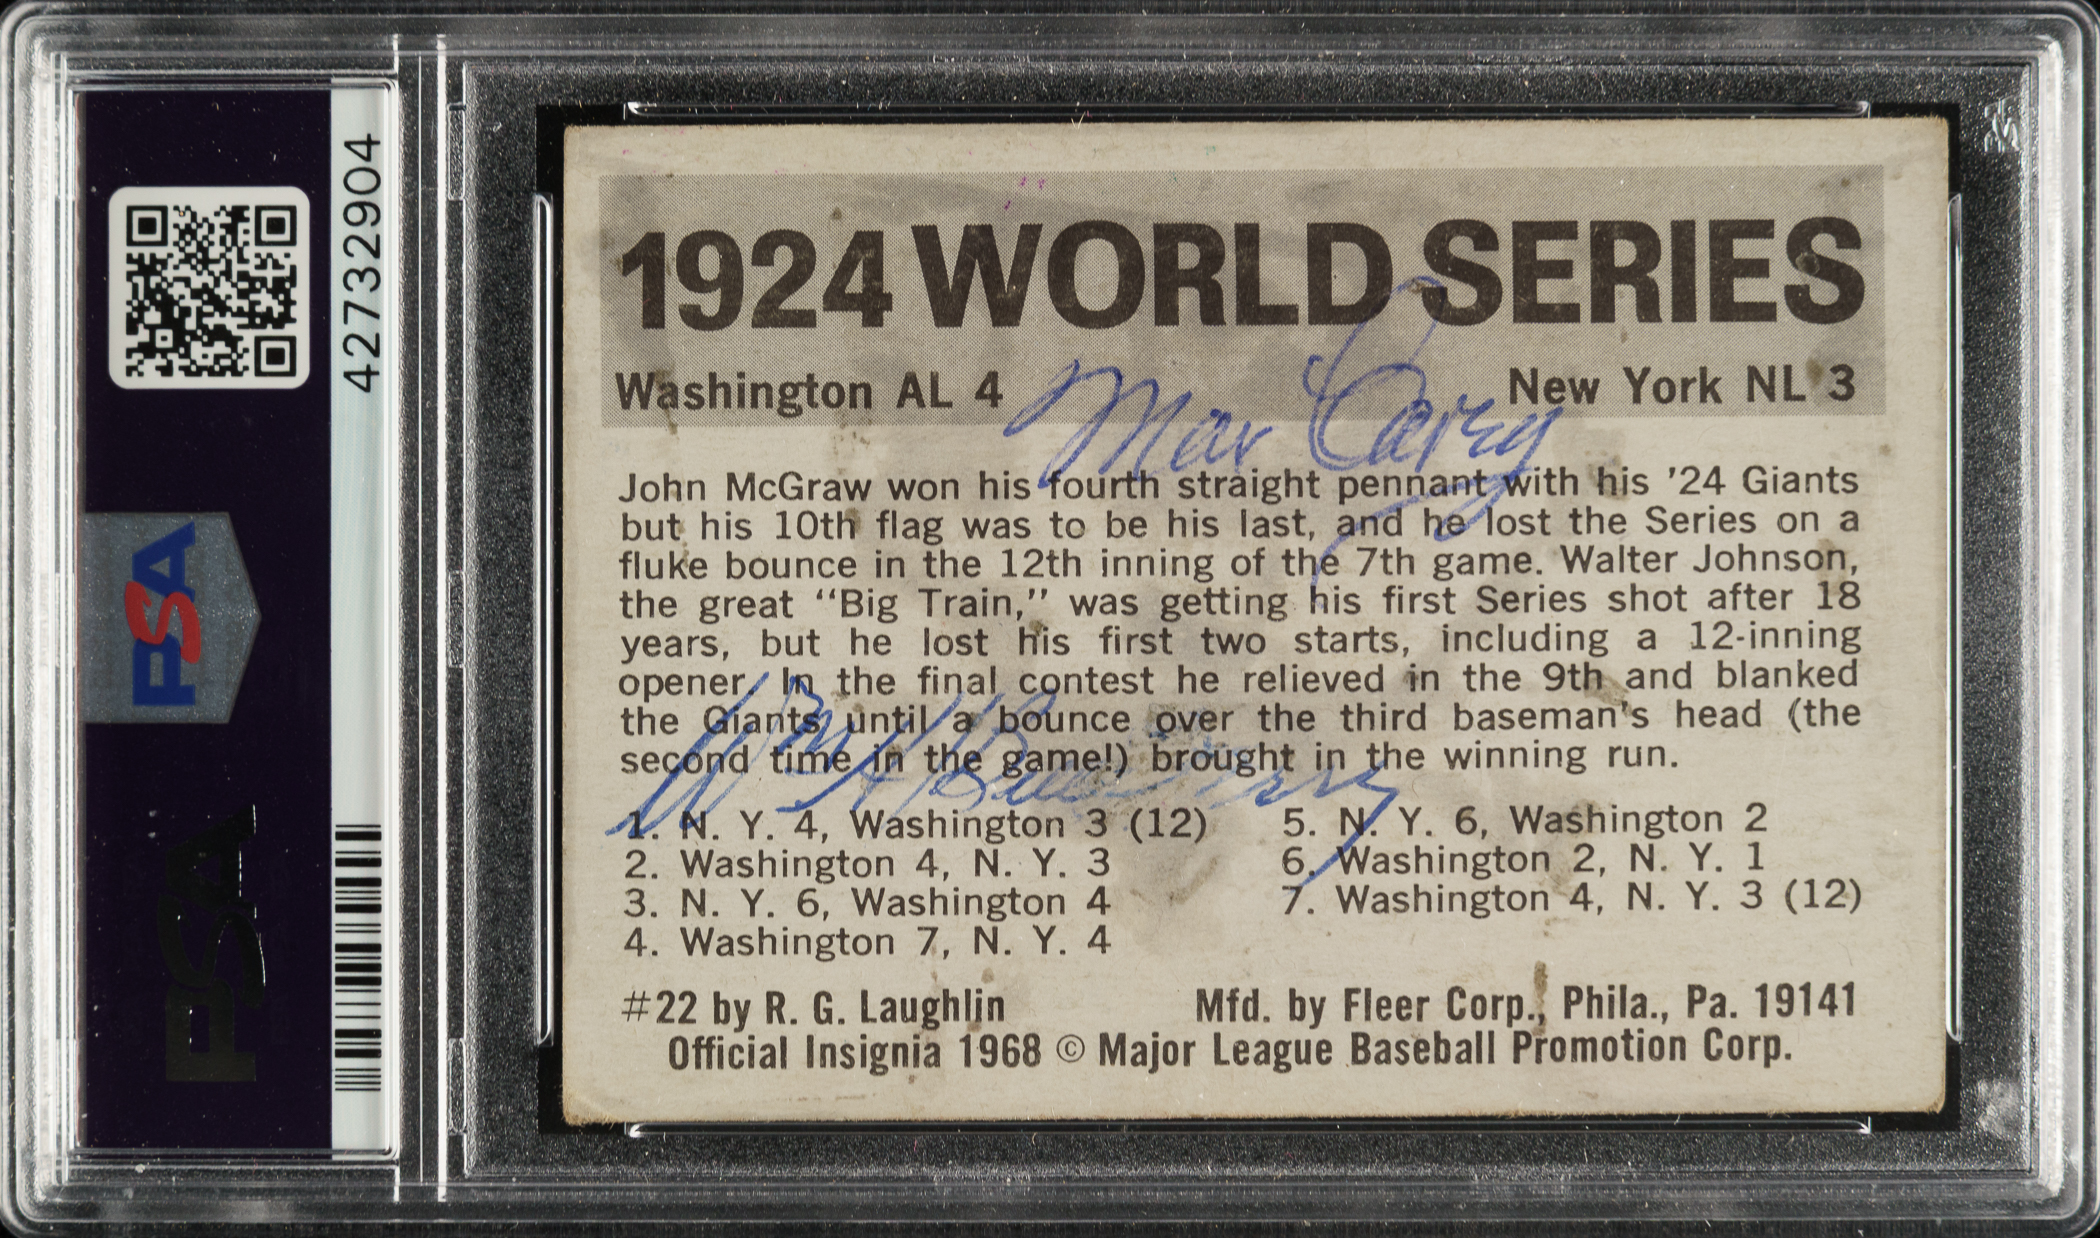 PSA
42732904
PSA
1924 WORLD SERIES
Washington AL 4 New York NL 3
Max Carey
John McGraw won his fourth straight pennant with his '24 Giants
but his 10th flag was to be his last, and he lost the Series on a
fluke bounce in the 12th inning of the 7th game. Walter Johnson,
the great "Big Train," was getting his first Series shot after 18
years, but he lost his first two starts, including a 12-inning
opener. In the final contest he relieved in the 9th and blanked
the Giants until a bounce over the third baseman's head (the
second time in the game!) brought in the winning run.
Wm
1. N. Y. 4, Washington 3 (12)
2. Washington 4, N. Y. 3
3. N. Y. 6, Washington 4
4. Washington 7, N. Y. 4
5. N. Y. 6, Washington 2
6. Washington 2, N. Y. 1
7. Washington 4, N. Y. 3 (12)
#22 by R. G. Laughlin Mfd. by Fleer Corp., Phila., Pa. 19141
Official Insignia 1968 © Major League Baseball Promotion Corp.